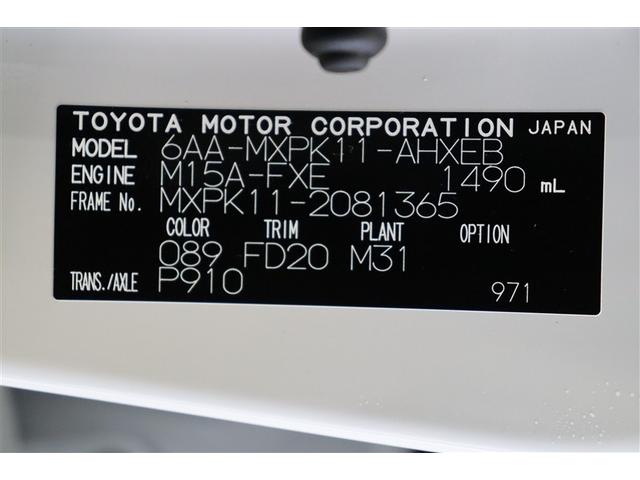 TOYOTA MOTOR CORPORATION JAPAN
MODEL 6AA-MXPK11-AHXEB
ENGINE M15A-FXE 1490 mL
FRAME No. MXPK11-2081365
COLOR TRIM PLANT OPTION
089 FD20 M31
TRANS./AXLE P910
971